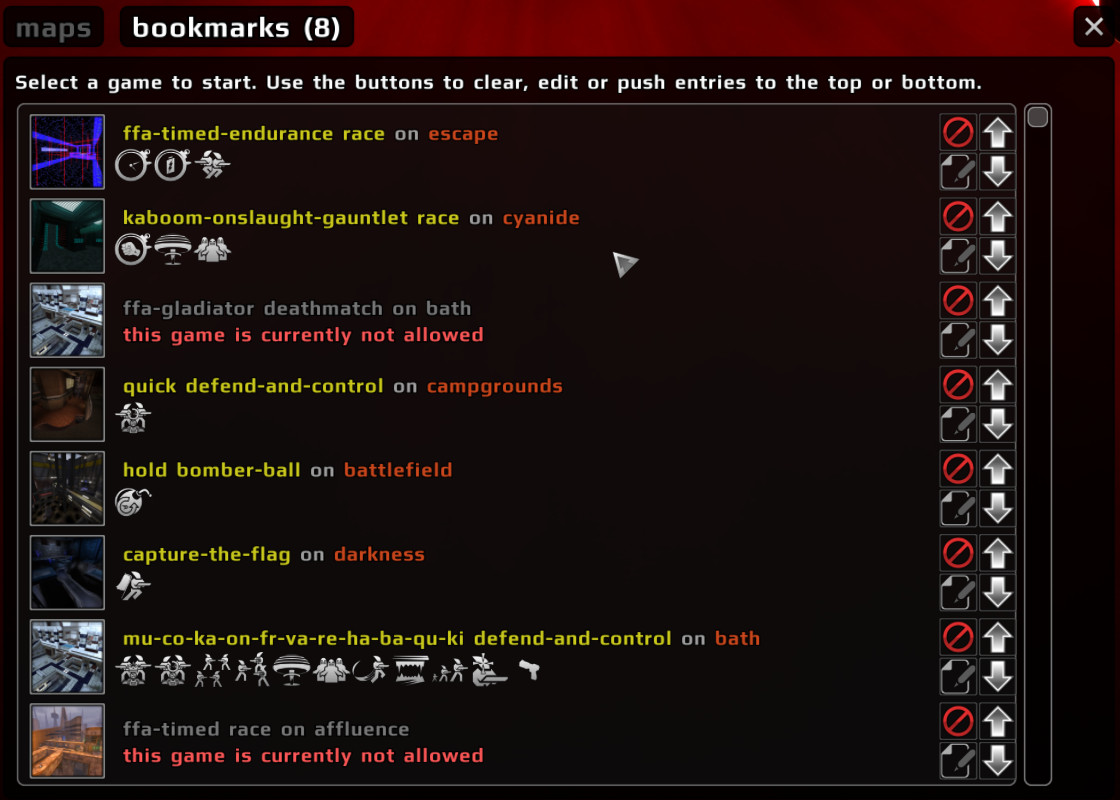 maps
bookmarks (8)
Select a game to start. Use the buttons to clear, edit or push entries to the top or bottom.
ffa-timed-endurance race on escape
kaboom-onslaught-gauntlet race on cyanide
ffa-gladiator deathmatch on bath
this game is currently not allowed
quick defend-and-control on campgrounds
hold bomber-ball on battlefield
capture-the-flag on darkness
mu-co-ka-on-fr-va-re-ha-ba-qu-ki defend-and-control on bath
ffa-timed race on affluence
this game is currently not allowed